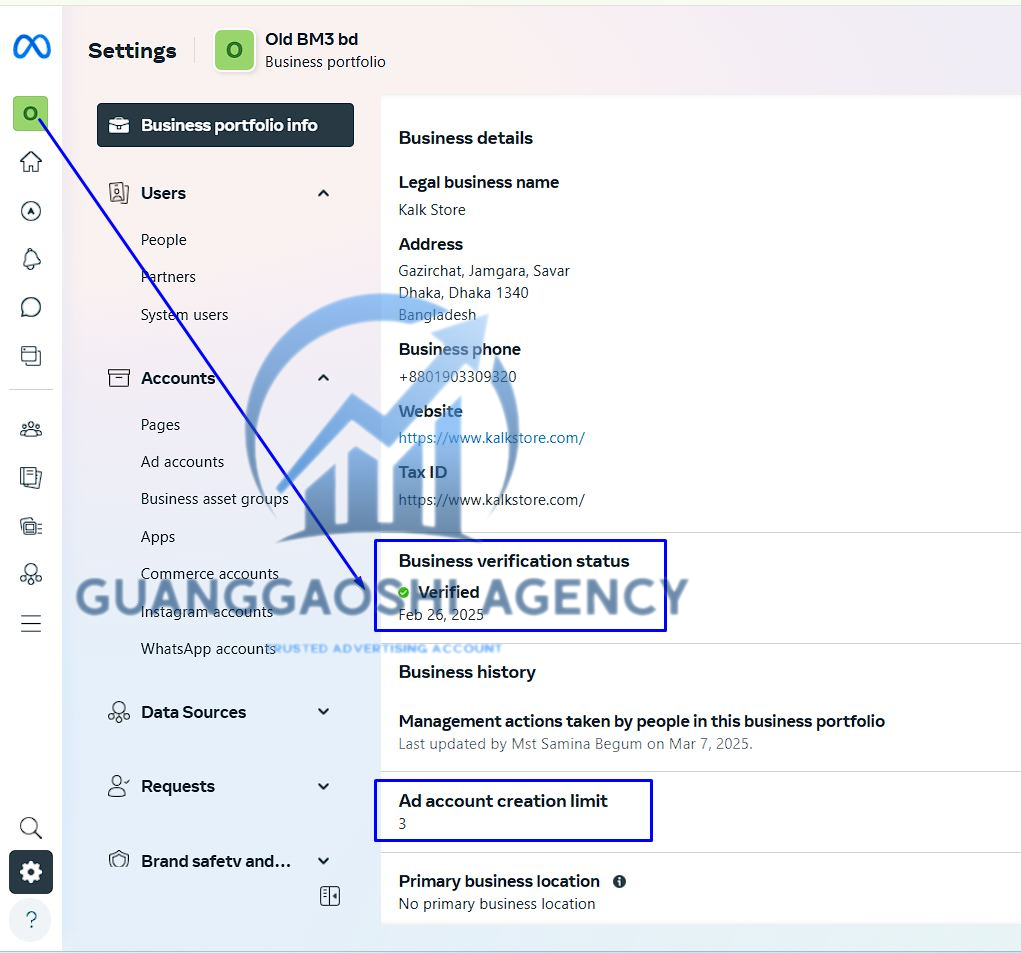 Settings
O
Old BM3 bd
Business portfolio
O
Business portfolio info
Users
People
Partners
System users
Accounts
Pages
Ad accounts
Business asset groups
Apps
Commerce accounts
Instagram accounts
WhatsApp accounts
Data Sources
Requests
Brand safety and...
?
Business details
Legal business name
Kalk Store
Address
Gazirchat, Jamgara, Savar
Dhaka, Dhaka 1340
Bangladesh
Business phone
+8801903309320
Website
https://www.kalkstore.com/
Tax ID
https://www.kalkstore.com/
Business verification status
Verified
Feb 26, 2025
Business history
Management actions taken by people in this business portfolio
Last updated by Mst Samina Begum on Mar 7, 2025.
Ad account creation limit
3
Primary business location
No primary business location
GUANGGAOSHI AGENCY
TRUSTED ADVERTISING ACCOUNT